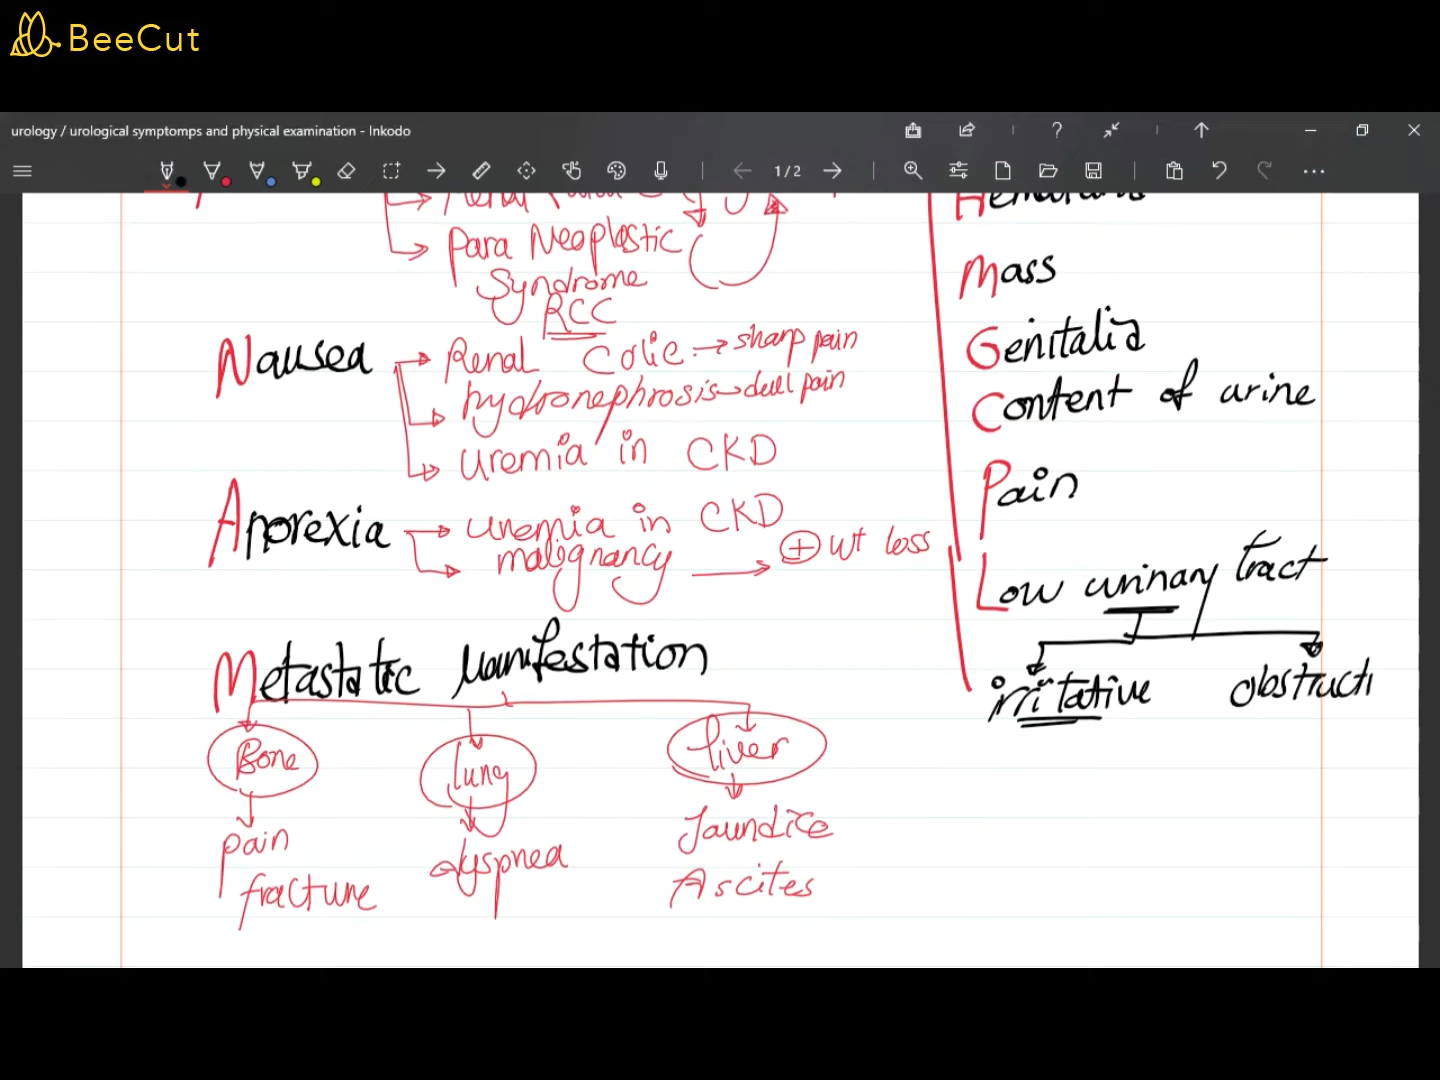 BeeCut
urology / urological symptomps and physical examination - Inkodo
1/2
Para Neoplastic
Syndrome
RCC
Nausea
Renal Colic → sharp pain
hydronephrosis → dull pain
uremia in CKD
Anorexia
uremia in CKD
malignancy → + wt loss
Metastatic Manifestation
Bone
Lung
Liver
pain
fracture
dyspnea
Jaundice
Ascites
Mass
Genitalia
Content of urine
Pain
Low urinary tract
irritative
obstructi